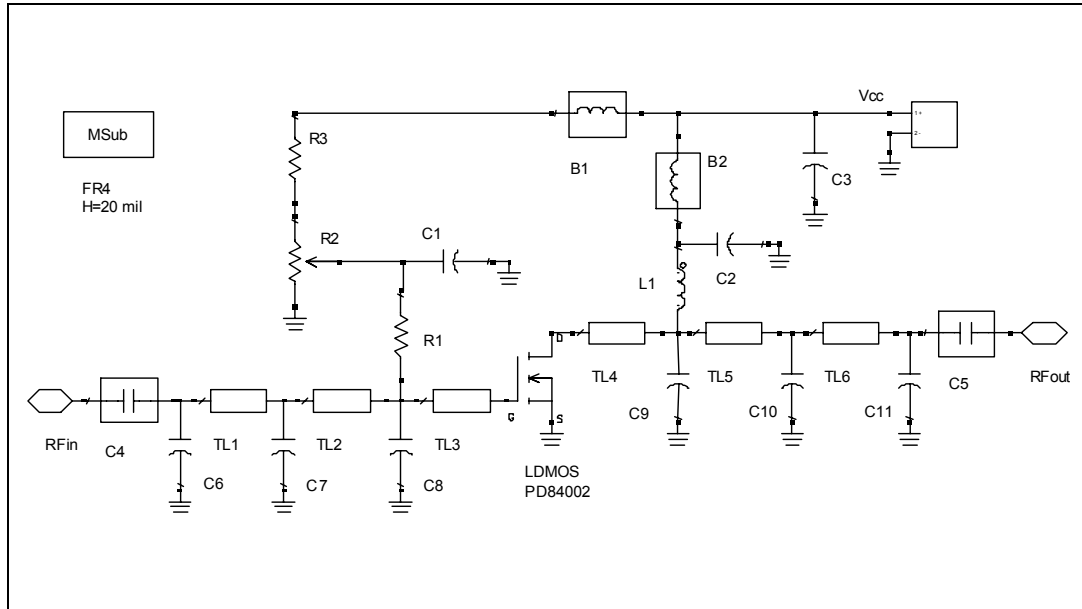 Vcc
1+
2-
MSub
R3
B1
B2
C3
FR4
H=20 mil
R2
C1
C2
L1
R1
D
TL4
TL5
TL6
C5
RFout
G
S
C9
C10
C11
RFin
C4
TL1
TL2
TL3
C6
C7
C8
LDMOS
PD84002